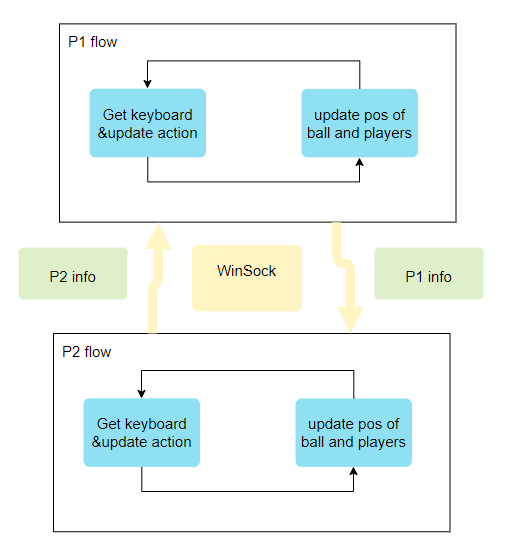 P1 flow
Get keyboard
&update action
update pos of
ball and players
P2 info
WinSock
P1 info
P2 flow
Get keyboard
&update action
update pos of
ball and players